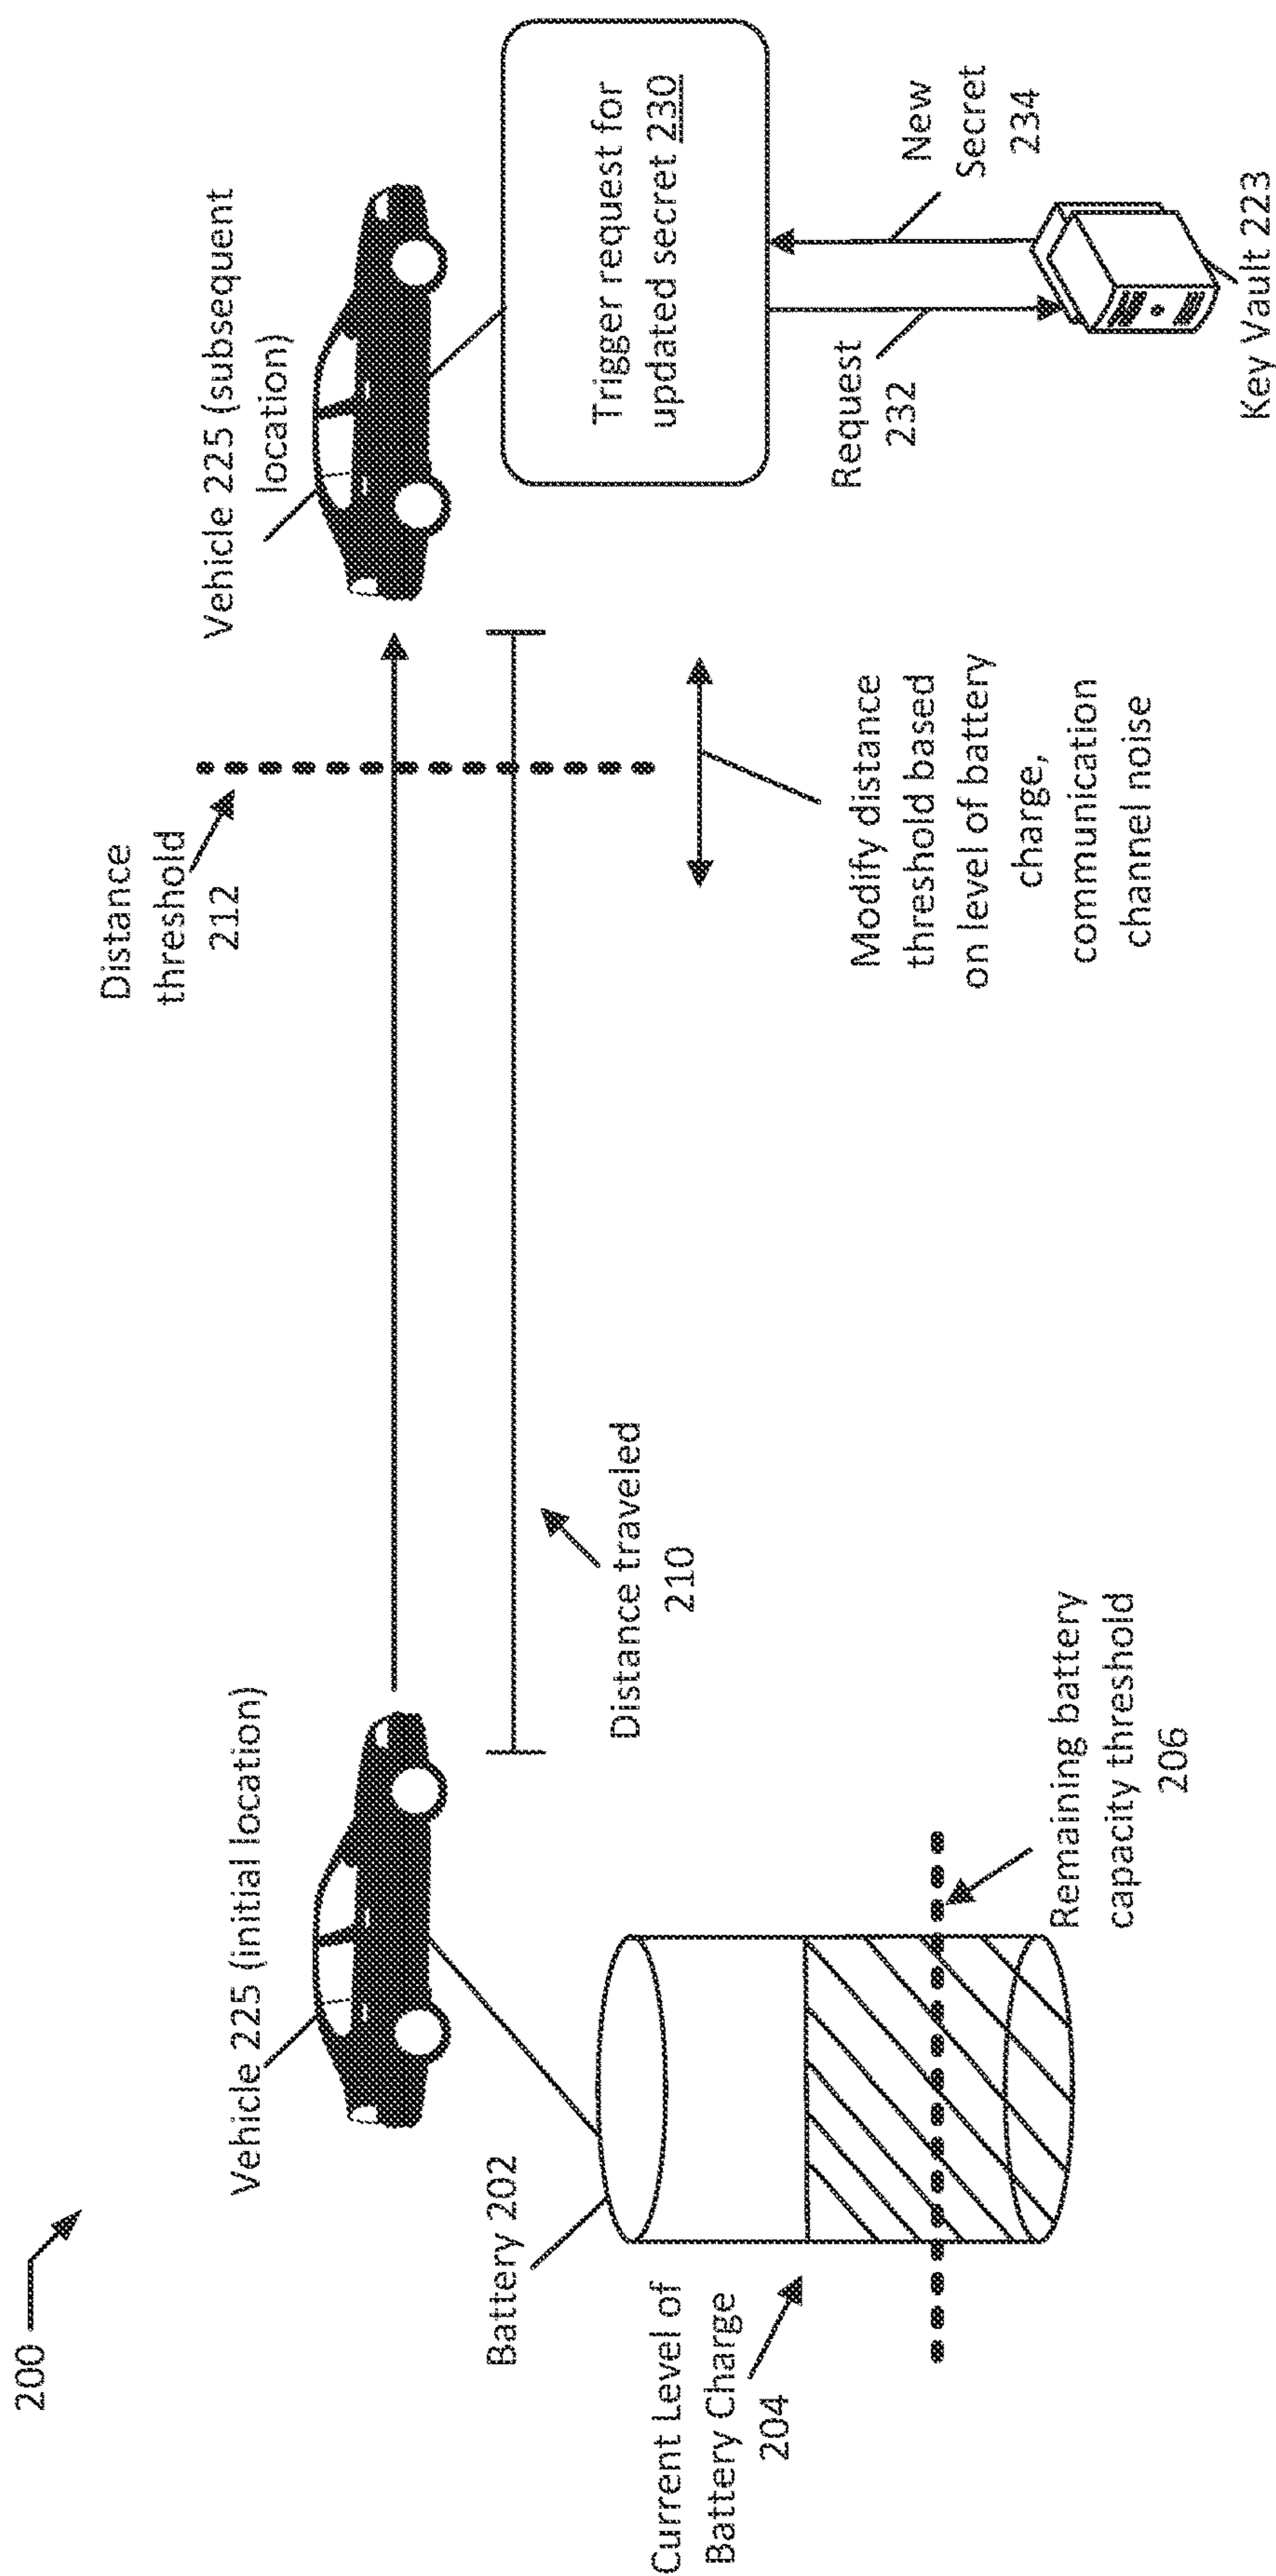 200
Vehicle 225 (initial location)
Battery 202
Current Level of
Battery Charge
204
Remaining battery
capacity threshold
206
Distance traveled
210
Distance
threshold
212
Modify distance
threshold based
on level of battery
charge,
communication
channel noise
Vehicle 225 (subsequent
location)
Trigger request for
updated secret 230
Request
232
New
Secret
234
Key Vault 223